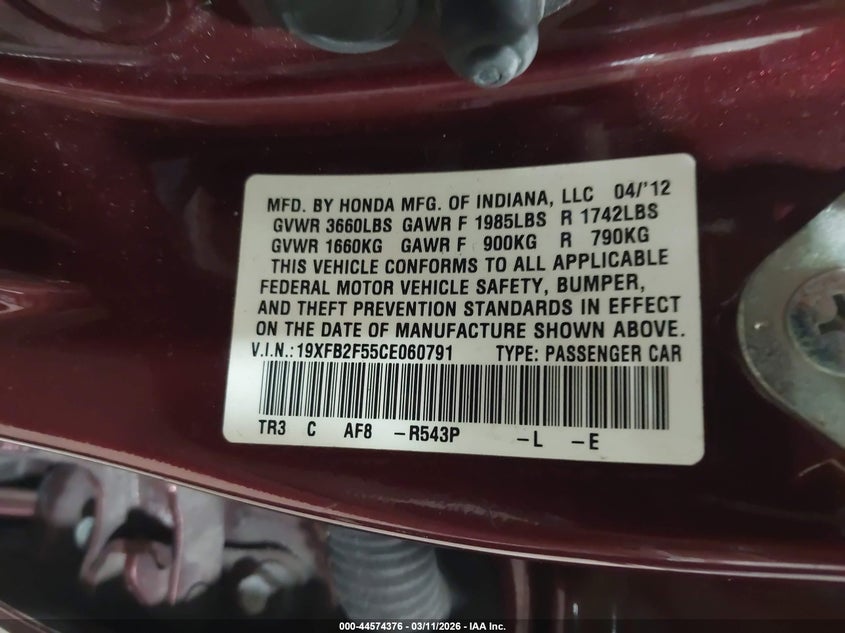 MFD. BY HONDA MFG. OF INDIANA, LLC 04/'12
GVWR 3660LBS GAWR F 1985LBS R 1742LBS
GVWR 1660KG GAWR F 900KG R 790KG
THIS VEHICLE CONFORMS TO ALL APPLICABLE
FEDERAL MOTOR VEHICLE SAFETY, BUMPER,
AND THEFT PREVENTION STANDARDS IN EFFECT
ON THE DATE OF MANUFACTURE SHOWN ABOVE.
V.I.N.:19XFB2F55CE060791 TYPE: PASSENGER CAR
TR3 C AF8 -R543P -L -E
000-44574376 - 03/11/2026 - IAA Inc.